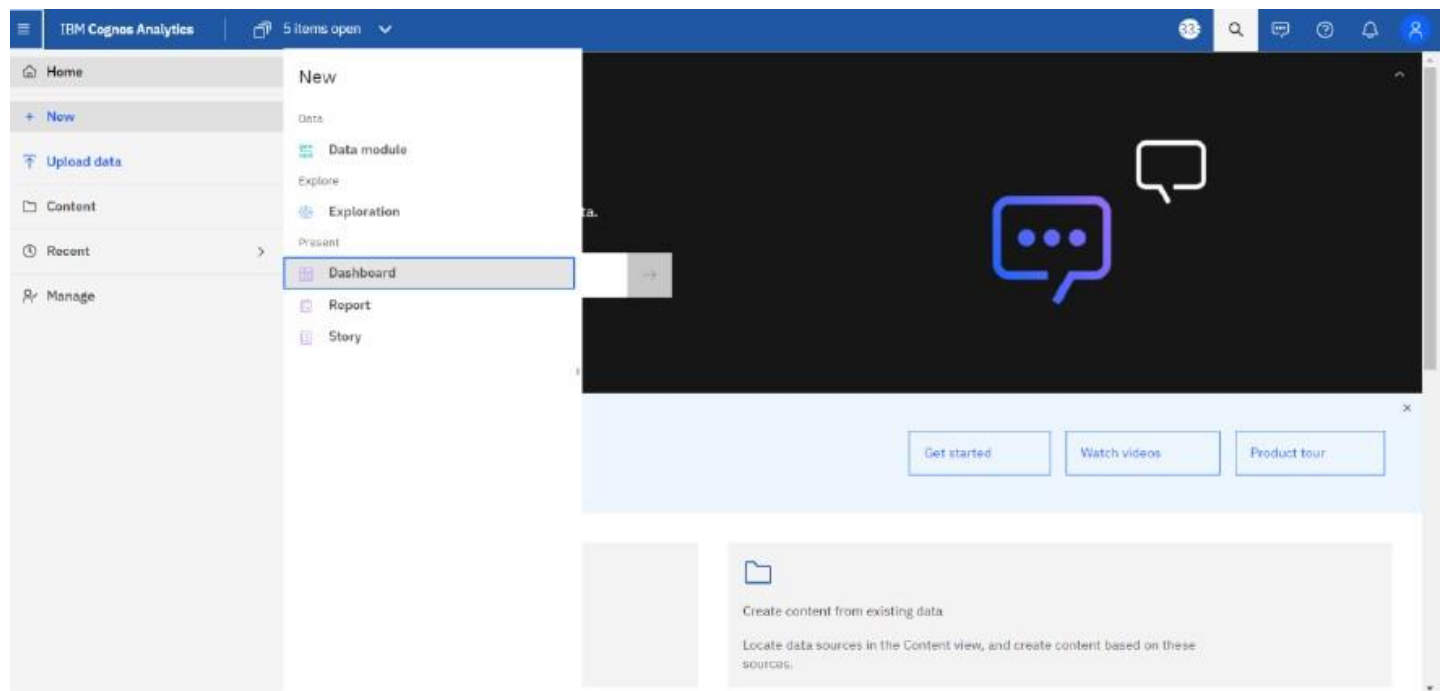 IBM Cognos Analytics
5 items open
Home
New
Upload data
Content
Recent
Manage
New
Data
Data module
Explore
Exploration
Present
Dashboard
Report
Story
ta.
Get started
Watch videos
Product tour
Create content from existing data
Locate data sources in the Content view, and create content based on these
sources.